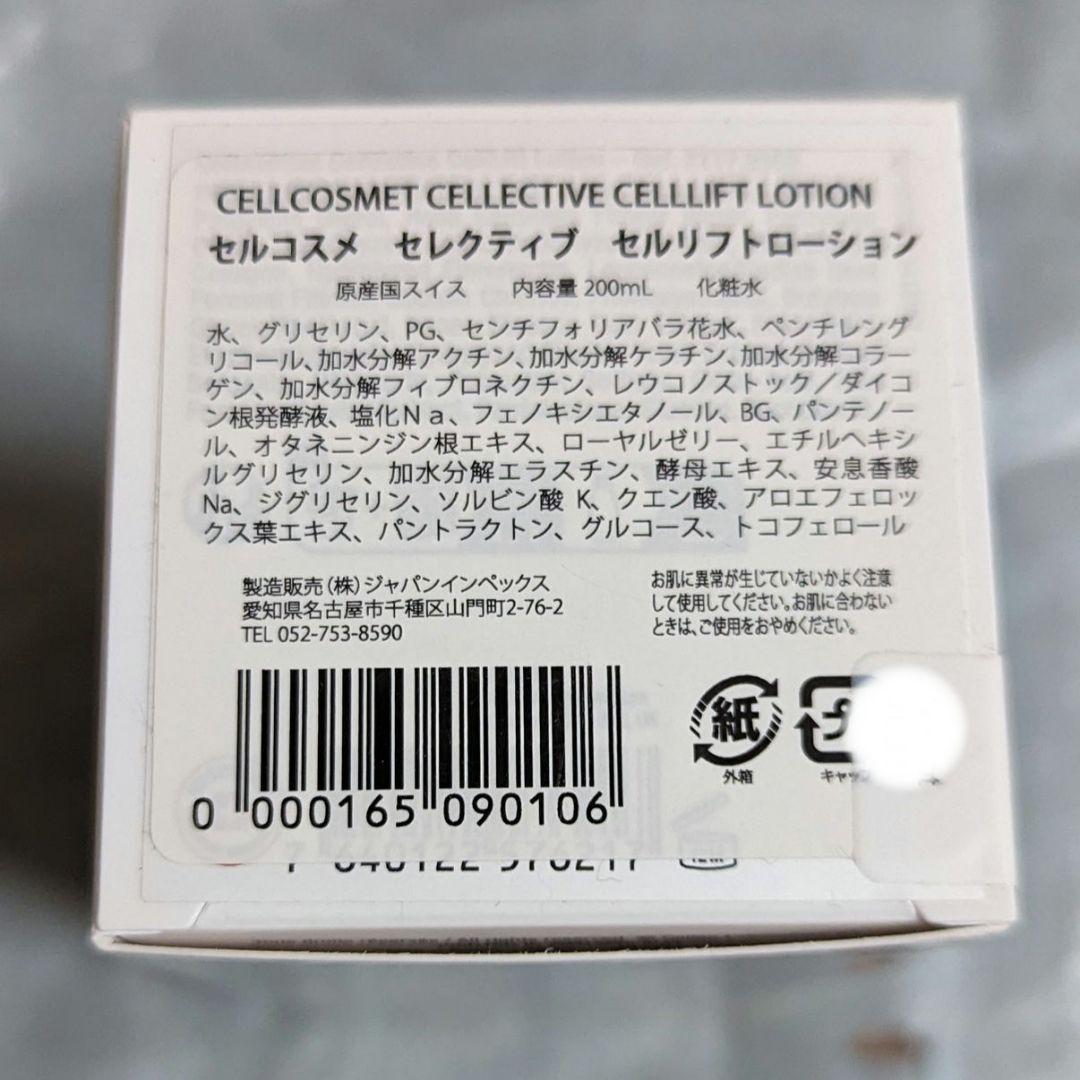 CELLCOSMET CELLECTIVE CELLLIFT LOTION
セルコスメ　セレクティブ　セルリフトローション
原産国スイス　内容量 200mL　化粧水
水、グリセリン、PG、センチフォリアバラ花水、ペンチレング
リコール、加水分解アクチン、加水分解ケラチン、加水分解コラー
ゲン、加水分解フィブロネクチン、レウコノストック／ダイコ
ン根発酵液、塩化Ｎａ、フェノキシエタノール、BG、パンテノー
ル、オタネニンジン根エキス、ローヤルゼリー、エチルヘキシ
ルグリセリン、加水分解エラスチン、酵母エキス、安息香酸
Na、ジグリセリン、ソルビン酸 K、クエン酸、アロエフェロッ
クス葉エキス、パントラクトン、グルコース、トコフェロール
製造販売（株）ジャパンインペックス
愛知県名古屋市千種区山門町2-76-2
TEL 052-753-8590
お肌に異常が生じていないかよく注意
して使用してください。お肌に合わない
ときは、ご使用をおやめください。
紙
外箱
プ
キャッ
0 000165 090106
7 640122 576217